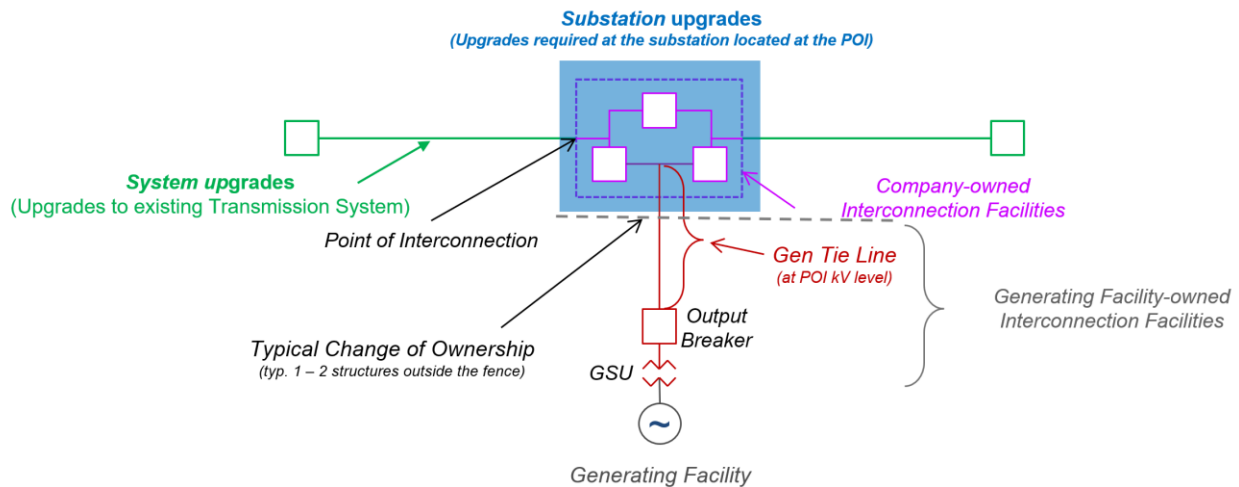 Substation upgrades
(Upgrades required at the substation located at the POI)
System upgrades
(Upgrades to existing Transmission System)
Point of Interconnection
Company-owned
Interconnection Facilities
Gen Tie Line
(at POI kV level)
Generating Facility-owned
Interconnection Facilities
Typical Change of Ownership
(typ. 1 – 2 structures outside the fence)
Output
Breaker
GSU
~
Generating Facility